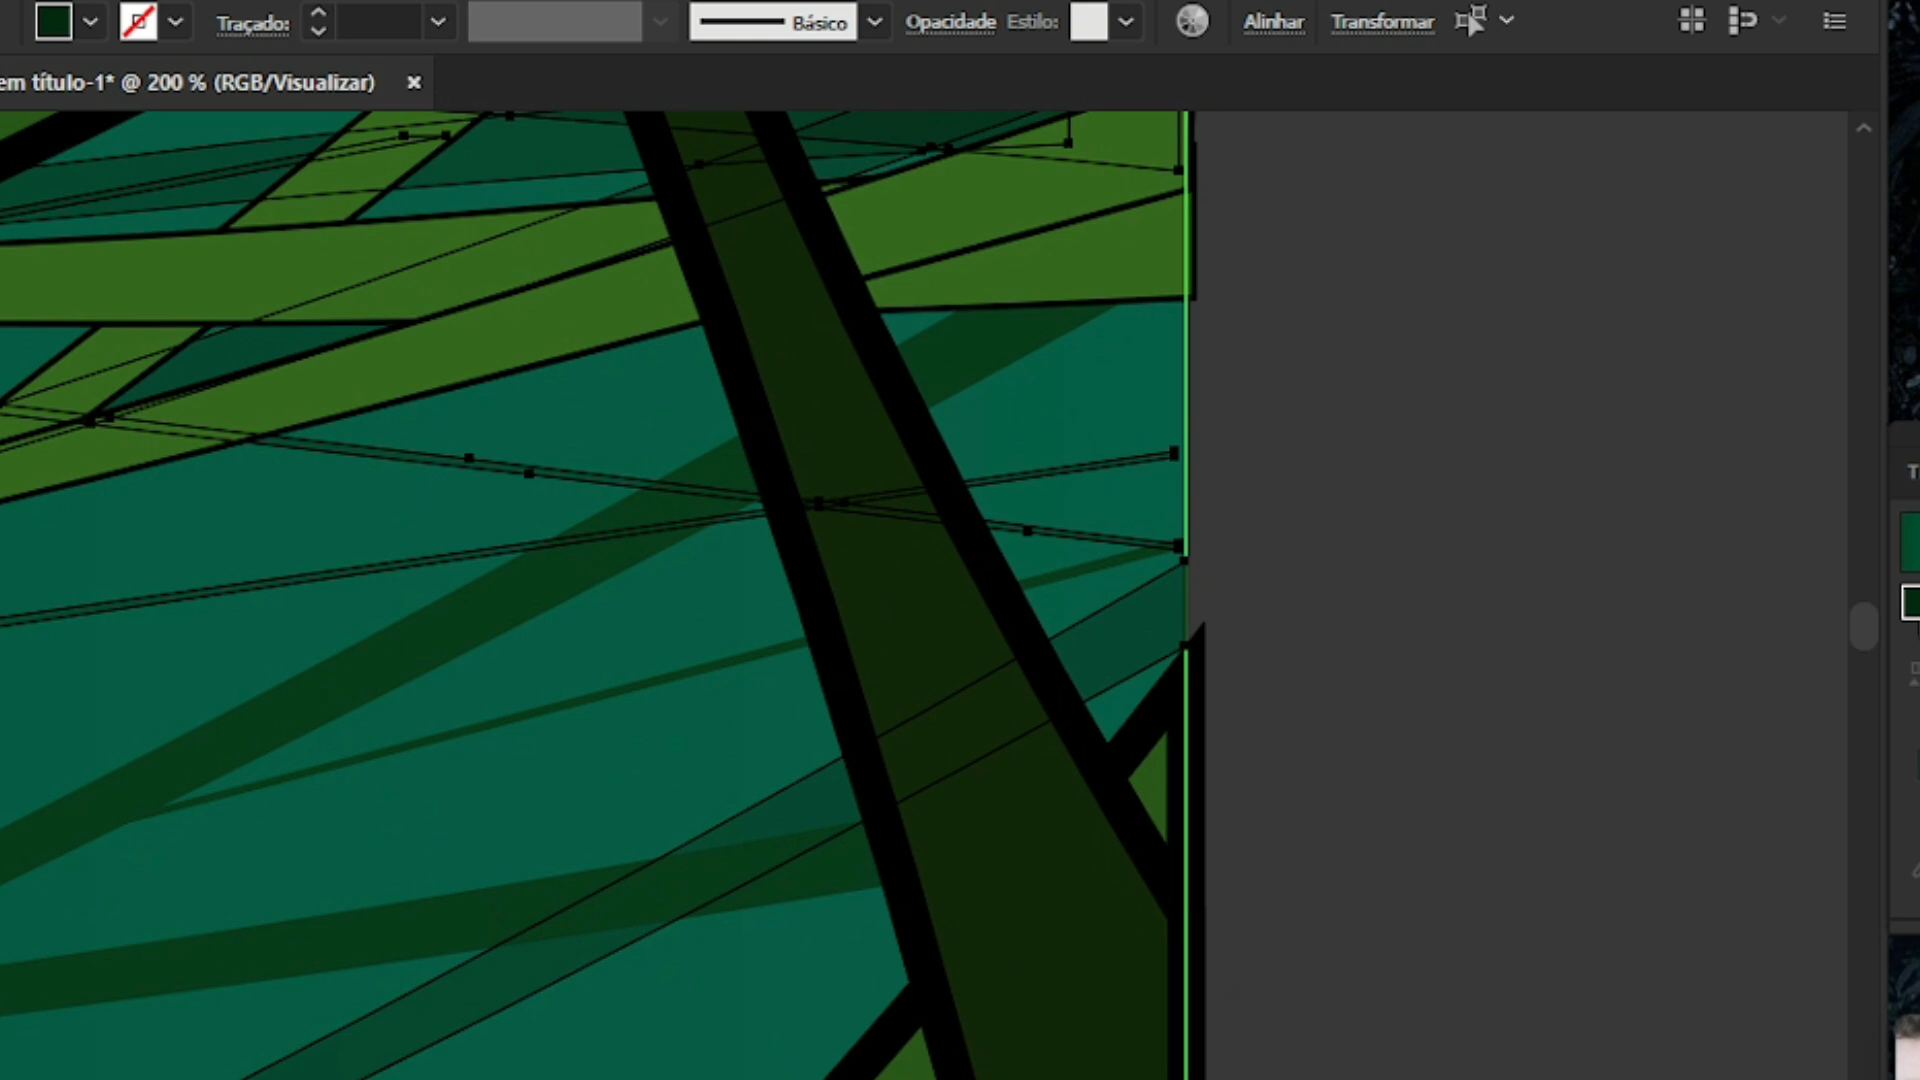 Traçado: Básico Opacidade Estilo: Alinhar Transformar
em título-1* @ 200 % (RGB/Visualizar) ×